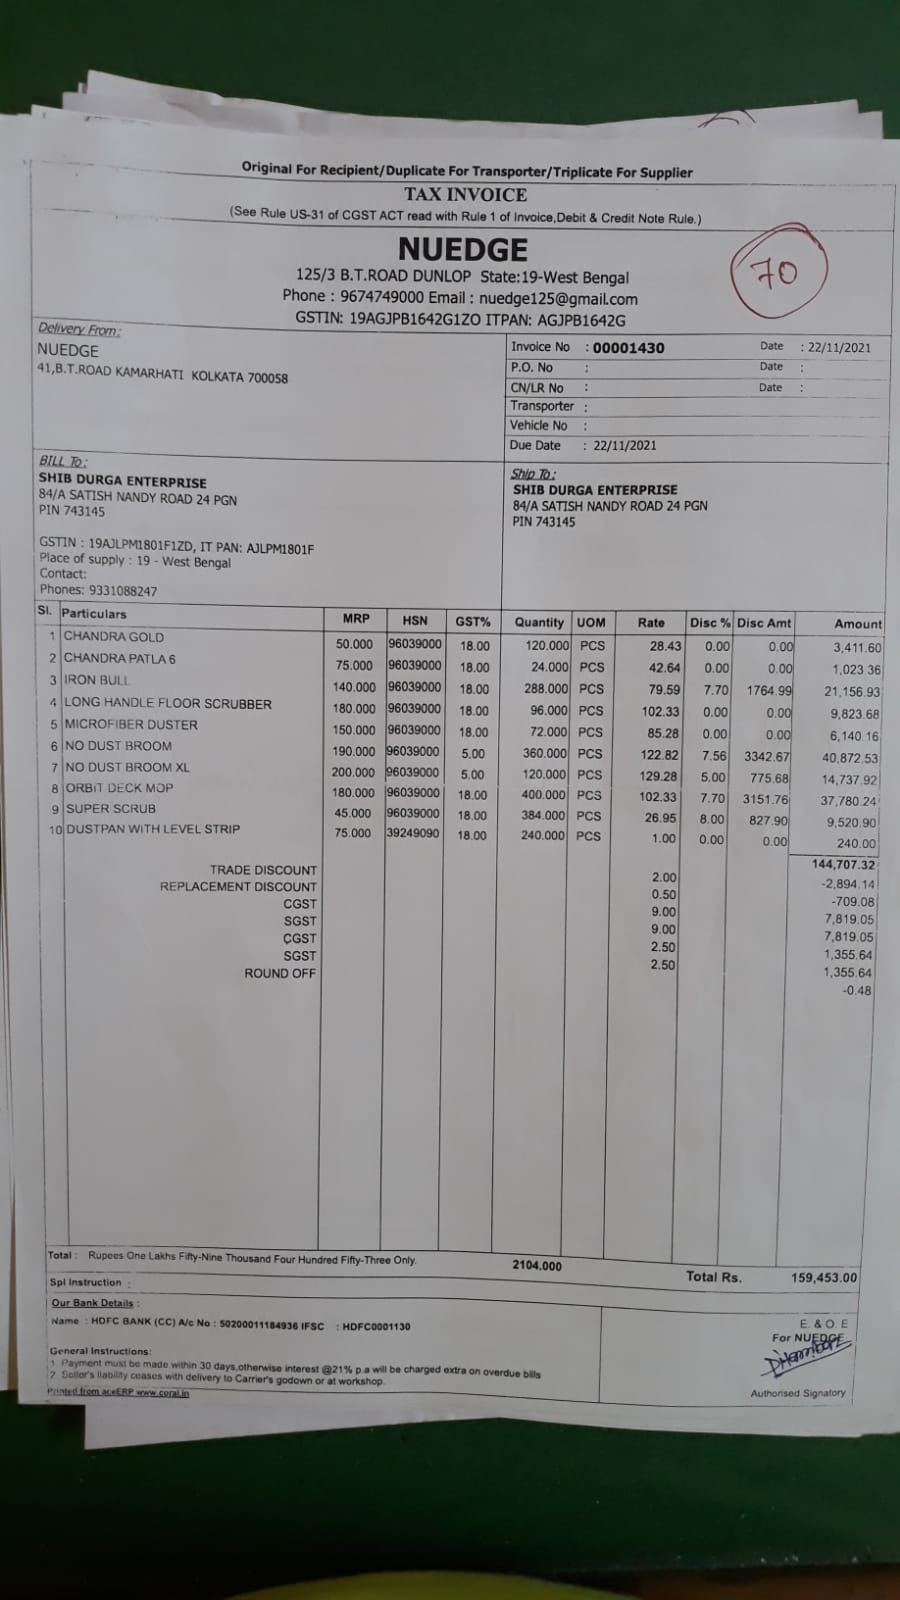 Original For Recipient/Duplicate For Transporter/Triplicate For Supplier
TAX INVOICE
(See Rule US-31 of CGST ACT read with Rule 1 of Invoice,Debit & Credit Note Rule.)
NUEDGE
70
125/3 B.T.ROAD DUNLOP State:19-West Bengal
Phone : 9674749000 Email : nuedge125@gmail.com
GSTIN: 19AGJPB1642G1ZO ITPAN: AGJPB1642G
Delivery From:
NUEDGE
41,B.T.ROAD KAMARHATI KOLKATA 700058
Invoice No : 00001430 Date : 22/11/2021
P.O. No : Date :
CN/LR No : Date :
Transporter :
Vehicle No :
Due Date : 22/11/2021
BILL To:
SHIB DURGA ENTERPRISE
84/A SATISH NANDY ROAD 24 PGN
PIN 743145
GSTIN : 19AJLPM1801F1ZD, IT PAN: AJLPM1801F
Place of supply : 19 - West Bengal
Contact:
Phones: 9331088247
Ship To:
SHIB DURGA ENTERPRISE
84/A SATISH NANDY ROAD 24 PGN
PIN 743145
Sl. Particulars MRP HSN GST% Quantity UOM Rate Disc % Disc Amt Amount
1 CHANDRA GOLD 50.000 96039000 18.00 120.000 PCS 28.43 0.00 0.00 3,411.60
2 CHANDRA PATLA 6 75.000 96039000 18.00 24.000 PCS 42.64 0.00 0.00 1,023.36
3 IRON BULL 140.000 96039000 18.00 288.000 PCS 79.59 7.70 1764.99 21,156.93
4 LONG HANDLE FLOOR SCRUBBER 180.000 96039000 18.00 96.000 PCS 102.33 0.00 0.00 9,823.68
5 MICROFIBER DUSTER 150.000 96039000 18.00 72.000 PCS 85.28 0.00 0.00 6,140.16
6 NO DUST BROOM 190.000 96039000 5.00 360.000 PCS 122.82 7.56 3342.67 40,872.53
7 NO DUST BROOM XL 200.000 96039000 5.00 120.000 PCS 129.28 5.00 775.68 14,737.92
8 ORBIT DECK MOP 180.000 96039000 18.00 400.000 PCS 102.33 7.70 3151.76 37,780.24
9 SUPER SCRUB 45.000 96039000 18.00 384.000 PCS 26.95 8.00 827.90 9,520.90
10 DUSTPAN WITH LEVEL STRIP 75.000 39249090 18.00 240.000 PCS 1.00 0.00 0.00 240.00
144,707.32
TRADE DISCOUNT 2.00 -2,894.14
REPLACEMENT DISCOUNT 0.50 -709.08
CGST 9.00 7,819.05
SGST 9.00 7,819.05
CGST 2.50 1,355.64
SGST 2.50 1,355.64
ROUND OFF -0.48
Total : Rupees One Lakhs Fifty-Nine Thousand Four Hundred Fifty-Three Only. 2104.000 Total Rs. 159,453.00
Spl Instruction :
Our Bank Details :
Name : HDFC BANK (CC) A/c No : 50200011184936 IFSC : HDFC0001130
General Instructions:
1 Payment must be made within 30 days,otherwise interest @21% p.a will be charged extra on overdue bills
2 Seller's liability ceases with delivery to Carrier's godown or at workshop.
Printed from aceERP www.coral.in
E. & O. E
For NUEDGE
Authorised Signatory